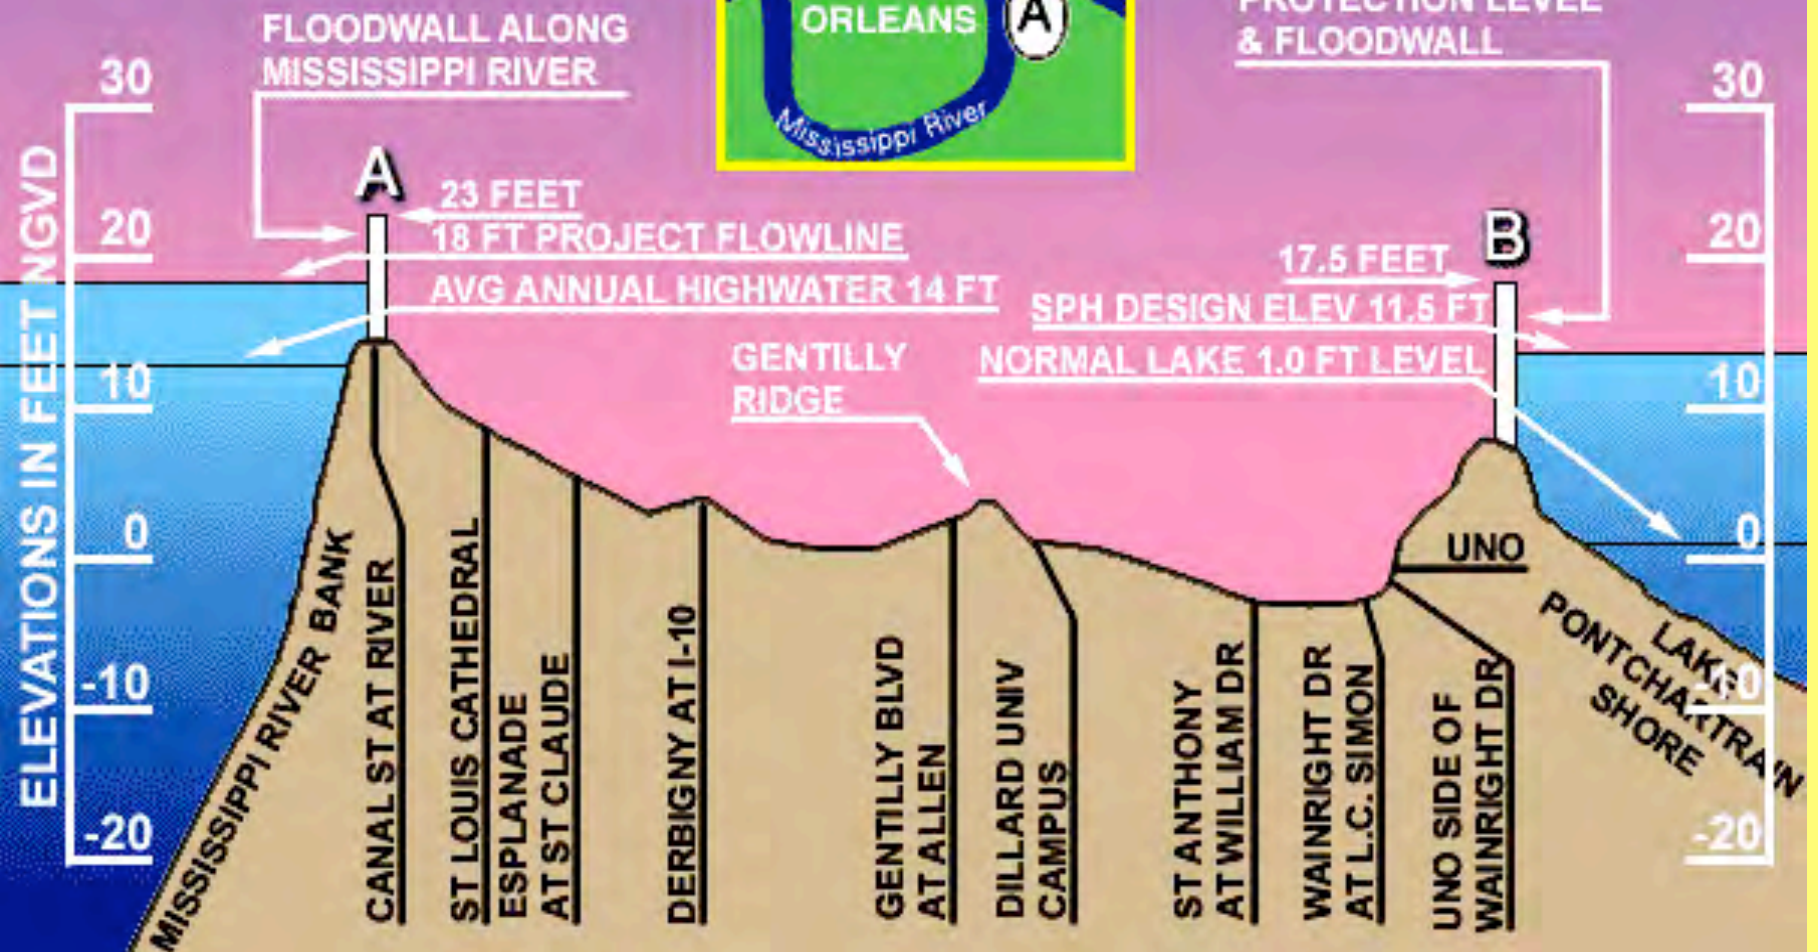 FLOODWALL ALONG
MISSISSIPPI RIVER
ORLEANS
A
Mississippi River
PROTECTION LEVEE
& FLOODWALL
30
20
10
0
-10
-20
ELEVATIONS IN FEET NGVD
A
23 FEET
18 FT PROJECT FLOWLINE
AVG ANNUAL HIGHWATER 14 FT
GENTILLY
RIDGE
B
17.5 FEET
SPH DESIGN ELEV 11.5 FT
NORMAL LAKE 1.0 FT LEVEL
30
20
10
0
-10
-20
MISSISSIPPI RIVER BANK
CANAL ST AT RIVER
ST LOUIS CATHEDRAL
ESPLANADE
AT ST CLAUDE
DERBIGNY AT I-10
GENTILLY BLVD
AT ALLEN
DILLARD UNIV
CAMPUS
ST ANTHONY
AT WILLIAM DR
WAINRIGHT DR
AT L.C. SIMON
UNO SIDE OF
WAINRIGHT DR
UNO
LAKE
PONTCHARTRAIN
SHORE